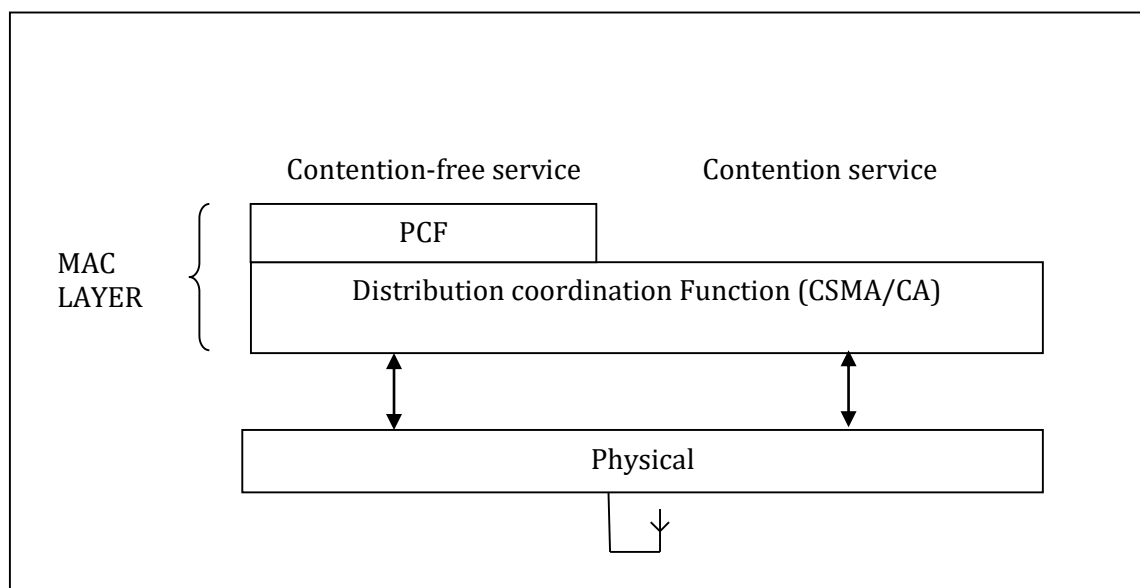 Contention-free service
Contention service
PCF
MAC
LAYER
Distribution coordination Function (CSMA/CA)
Physical